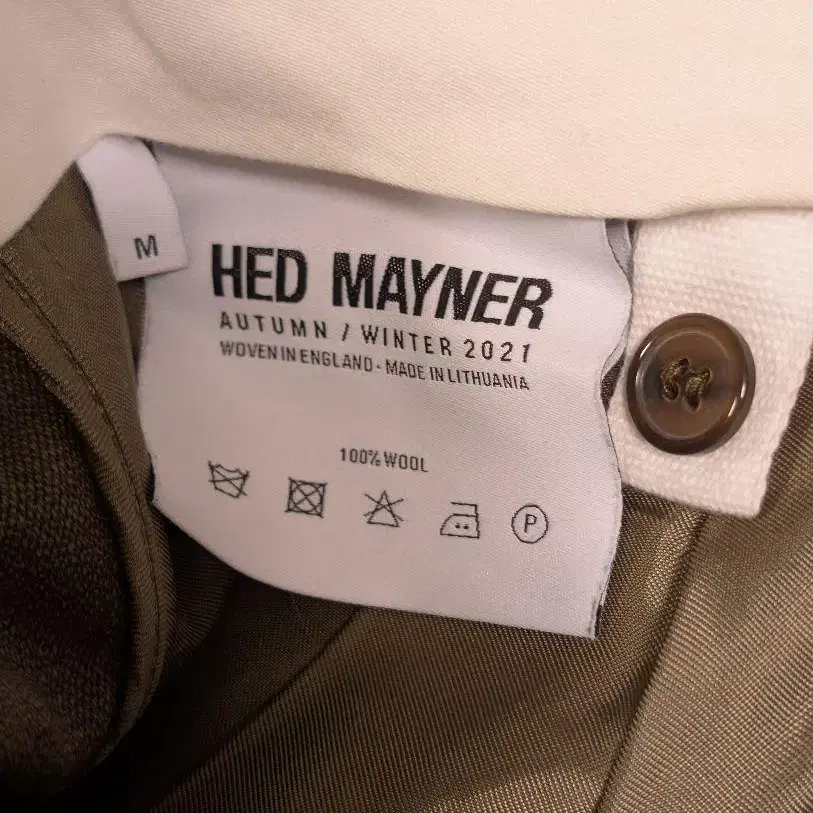 M
HED MAYNER
AUTUMN / WINTER 2021
WOVEN IN ENGLAND - MADE IN LITHUANIA
100% WOOL
P